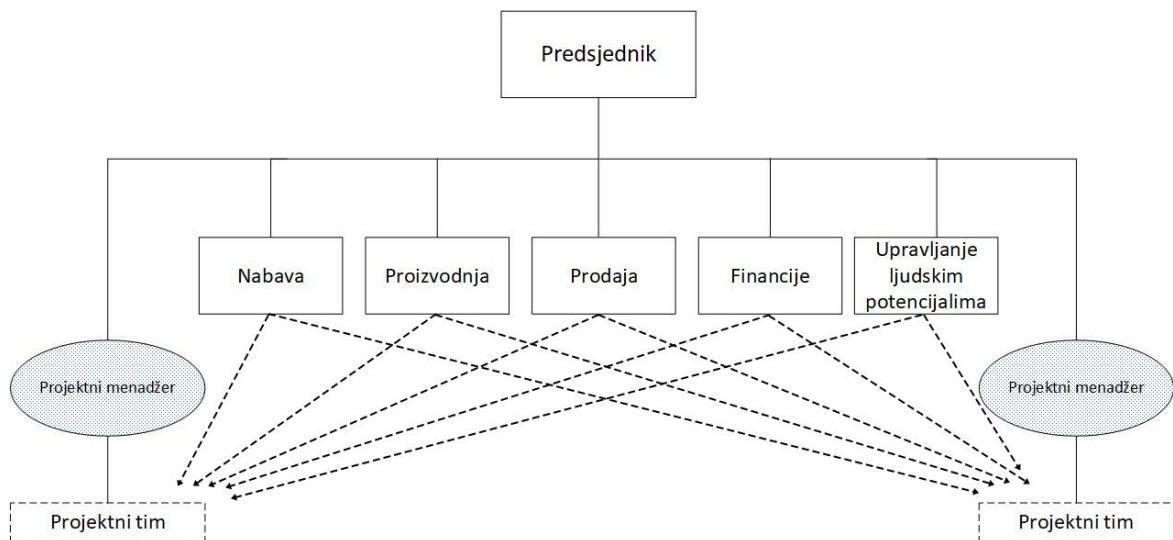 Predsjednik
Nabava
Proizvodnja
Prodaja
Financije
Upravljanje
ljudskim
potencijalima
Projektni menadžer
Projektni menadžer
Projektni tim
Projektni tim